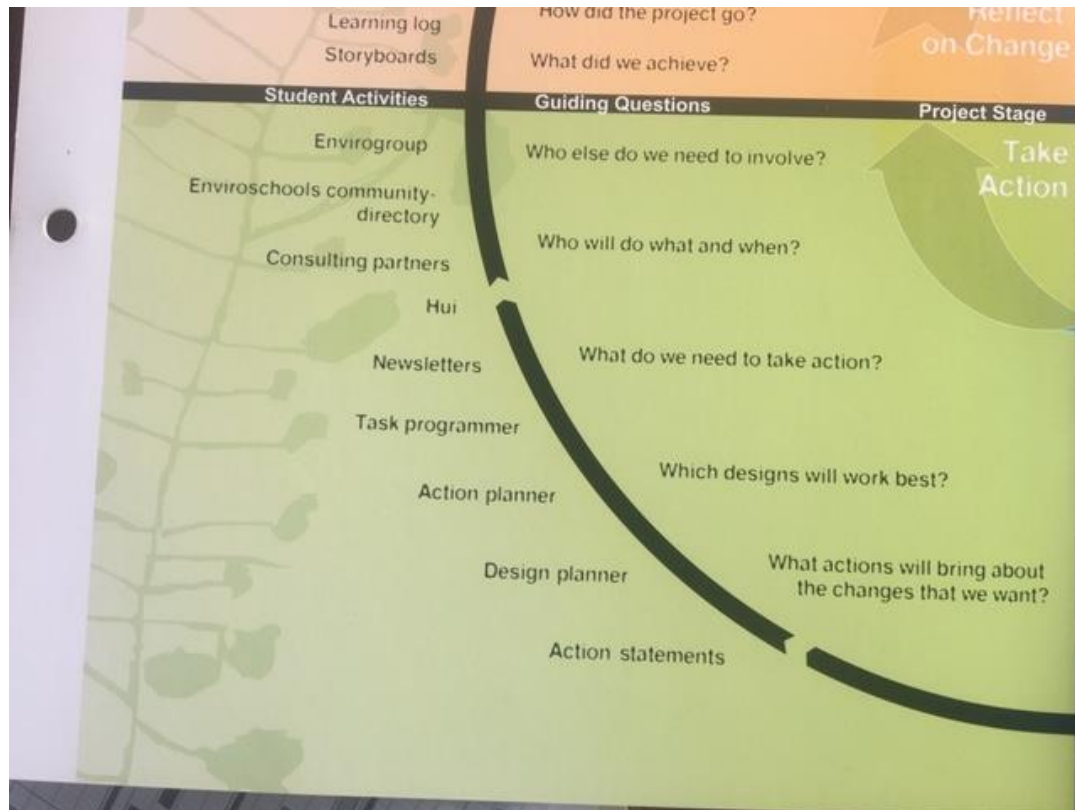 Learning log
How did the project go?
Reflect
on Change
Storyboards
What did we achieve?
Student Activities
Guiding Questions
Project Stage
Envirogroup
Who else do we need to involve?
Take
Action
Enviroschools community-
directory
Who will do what and when?
Consulting partners
Hui
What do we need to take action?
Newsletters
Task programmer
Which designs will work best?
Action planner
What actions will bring about
the changes that we want?
Design planner
Action statements